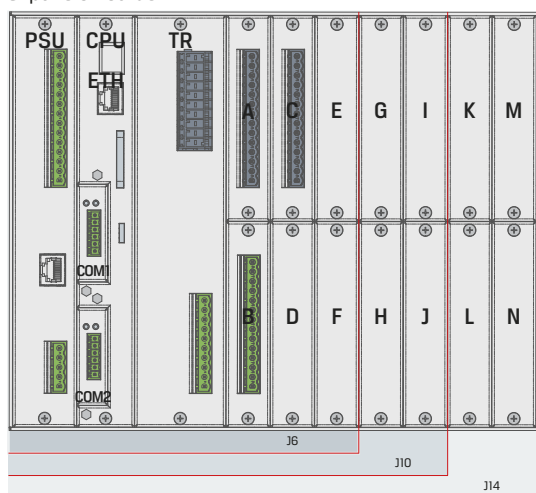 PSU CPU TR
ETH
A C E G I K M
COM1
B D F H J L N
COM2
J6
J10
J14